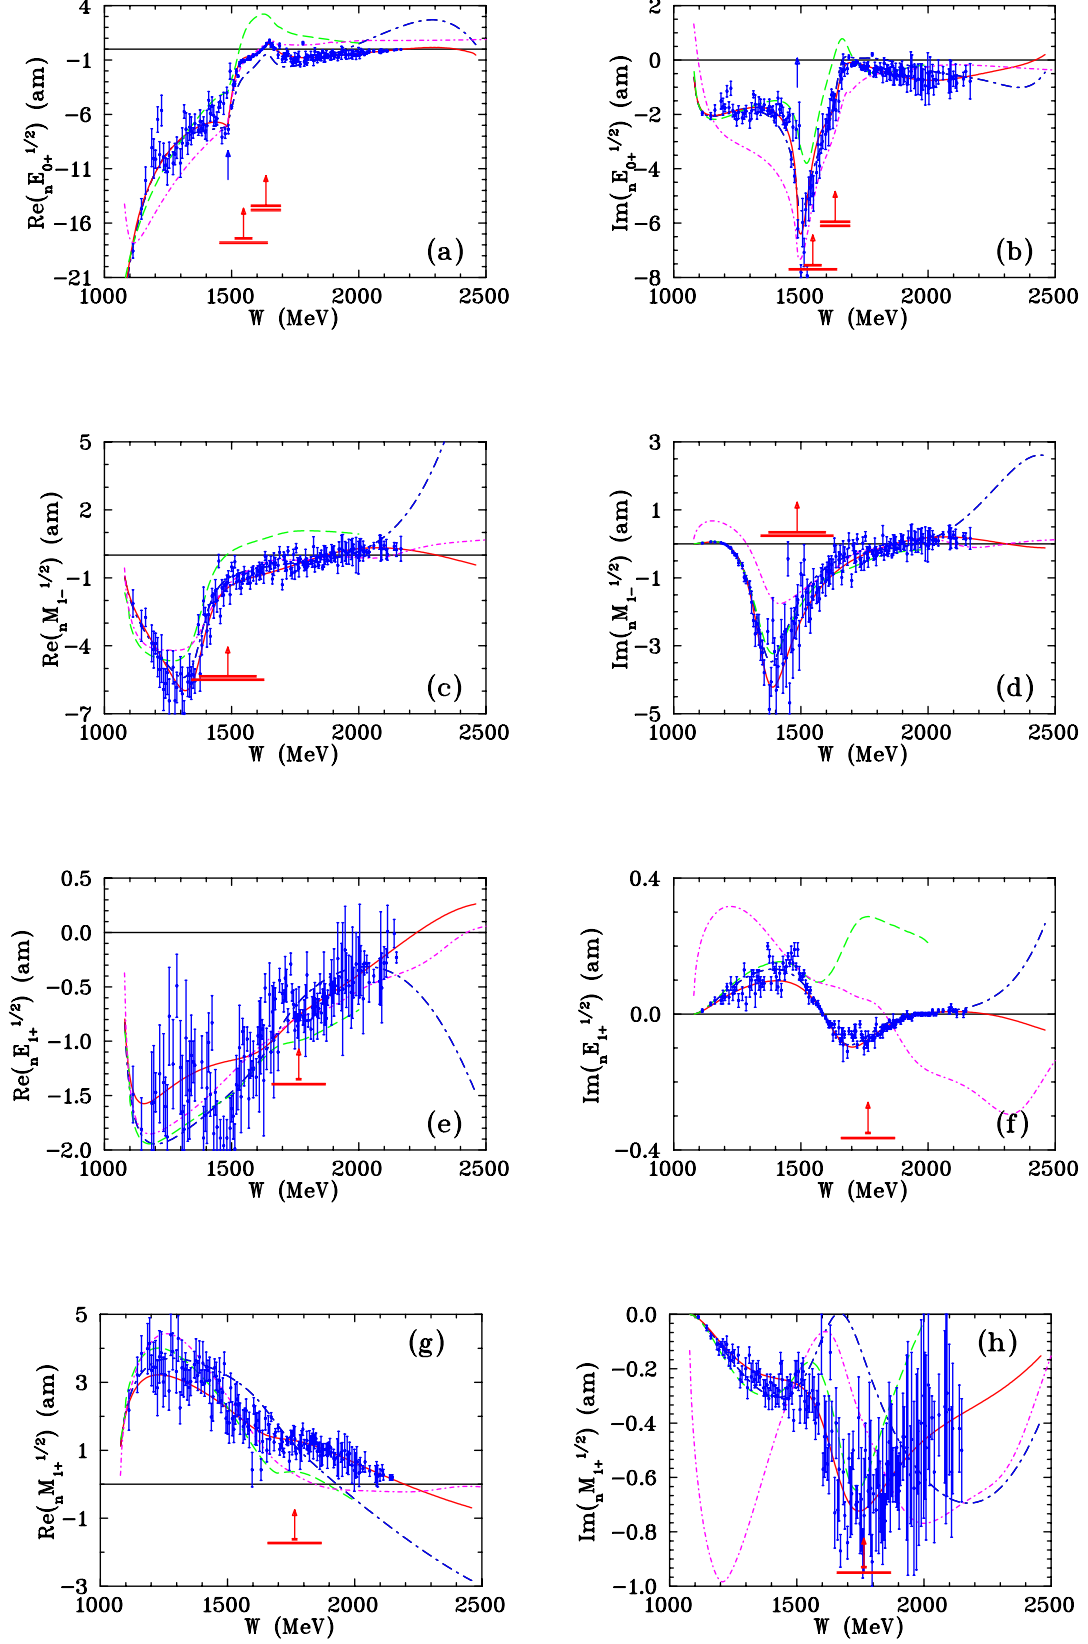 4
−1
−6
−11
−16
−21
Re(ₙE₀₊¹/²) (am)
(a)
1000 1500 2000 2500
W (MeV)
2
0
−2
−4
−6
−8
Im(ₙE₀₊¹/²) (am)
(b)
1000 1500 2000 2500
W (MeV)
5
2
−1
−4
−7
Re(ₙM₁₋¹/²) (am)
(c)
1000 1500 2000 2500
W (MeV)
3
1
−1
−3
−5
Im(ₙM₁₋¹/²) (am)
(d)
1000 1500 2000 2500
W (MeV)
0.5
0.0
−0.5
−1.0
−1.5
−2.0
Re(ₙE₁₊¹/²) (am)
(e)
1000 1500 2000 2500
W (MeV)
0.4
0.0
−0.4
Im(ₙE₁₊¹/²) (am)
(f)
1000 1500 2000 2500
W (MeV)
5
3
1
−1
−3
Re(ₙM₁₊¹/²) (am)
(g)
1000 1500 2000 2500
W (MeV)
0.0
−0.2
−0.4
−0.6
−0.8
−1.0
Im(ₙM₁₊¹/²) (am)
(h)
1000 1500 2000 2500
W (MeV)